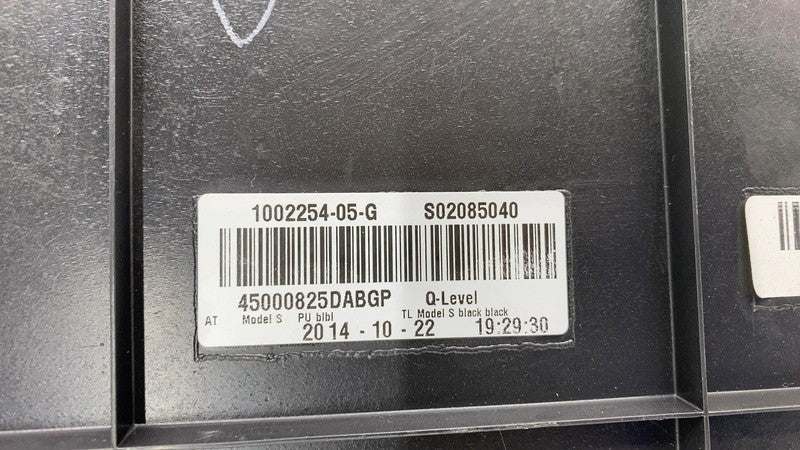 1002254-05-G S02085040
45000825DABGP Q-Level
AT Model S PU blbl TL Model S black black
2014 - 10 - 22 19:29:30